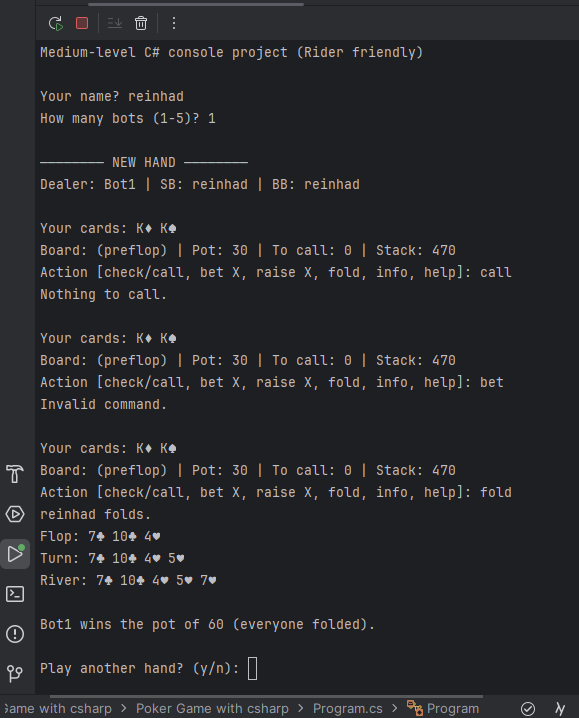 Medium-level C# console project (Rider friendly)
Your name? reinhad
How many bots (1-5)? 1
———————— NEW HAND ————————
Dealer: Bot1 | SB: reinhad | BB: reinhad
Your cards: K♦ K♠
Board: (preflop) | Pot: 30 | To call: 0 | Stack: 470
Action [check/call, bet X, raise X, fold, info, help]: call
Nothing to call.
Your cards: K♦ K♠
Board: (preflop) | Pot: 30 | To call: 0 | Stack: 470
Action [check/call, bet X, raise X, fold, info, help]: bet
Invalid command.
Your cards: K♦ K♠
Board: (preflop) | Pot: 30 | To call: 0 | Stack: 470
Action [check/call, bet X, raise X, fold, info, help]: fold
reinhad folds.
Flop: 7♣ 10♣ 4♥
Turn: 7♣ 10♣ 4♥ 5♥
River: 7♣ 10♣ 4♥ 5♥ 7♥
Bot1 wins the pot of 60 (everyone folded).
Play another hand? (y/n):
Game with csharp > Poker Game with csharp > Program.cs > Program